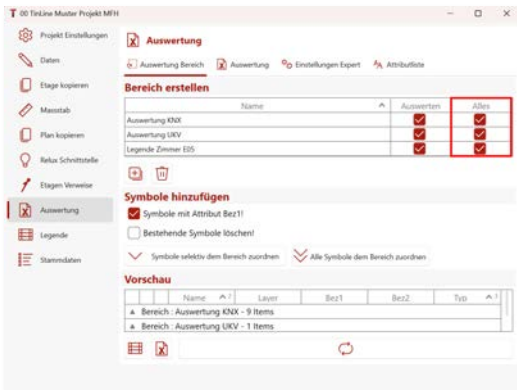 00 TinLine Muster Projekt MFH
Projekt Einstellungen
Daten
Etage kopieren
Massstab
Plan kopieren
Relux Schnittstelle
Etagen Verweise
Auswertung
Legende
Stammdaten
Auswertung
Auswertung Bereich Auswertung Einstellungen Expert Attributliste
Bereich erstellen
Name Auswerten Alles
Auswertung KNX
Auswertung UKV
Legende Zimmer E05
Symbole hinzufügen
Symbole mit Attribut Bez1!
Bestehende Symbole löschen!
Symbole selektiv dem Bereich zuordnen Alle Symbole dem Bereich zuordnen
Vorschau
Name Layer Bez1 Bez2 Typ
Bereich : Auswertung KNX - 9 Items
Bereich : Auswertung UKV - 1 Items